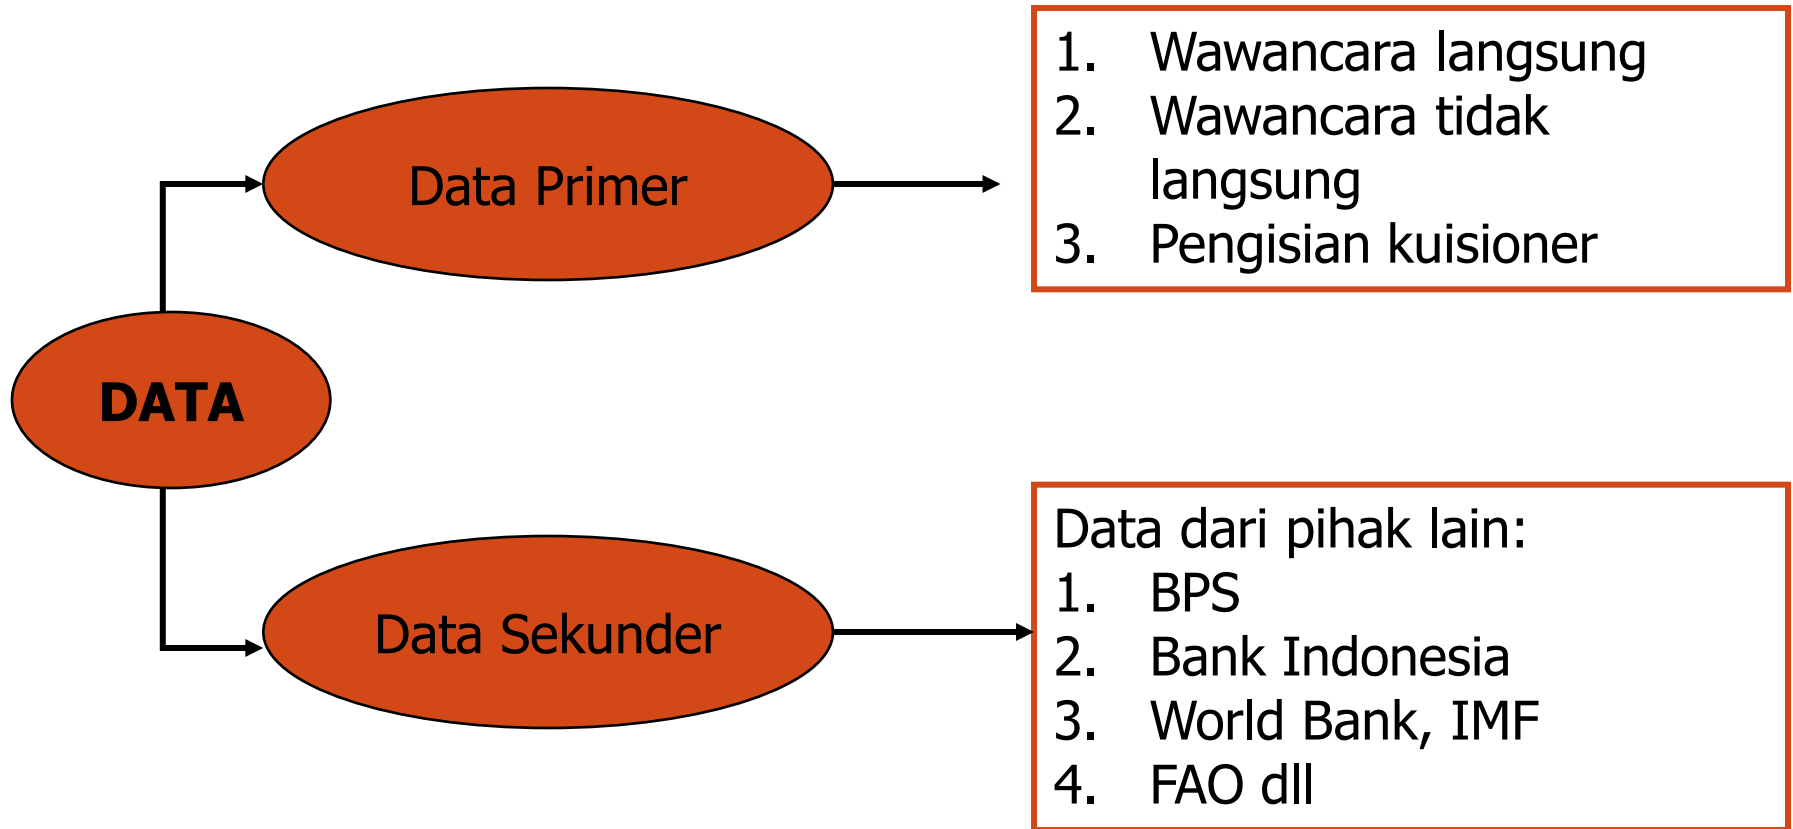 1. Wawancara langsung
2. Wawancara tidak
langsung
3. Pengisian kuisioner
Data Primer
DATA
Data Sekunder
Data dari pihak lain:
1. BPS
2. Bank Indonesia
3. World Bank, IMF
4. FAO dll